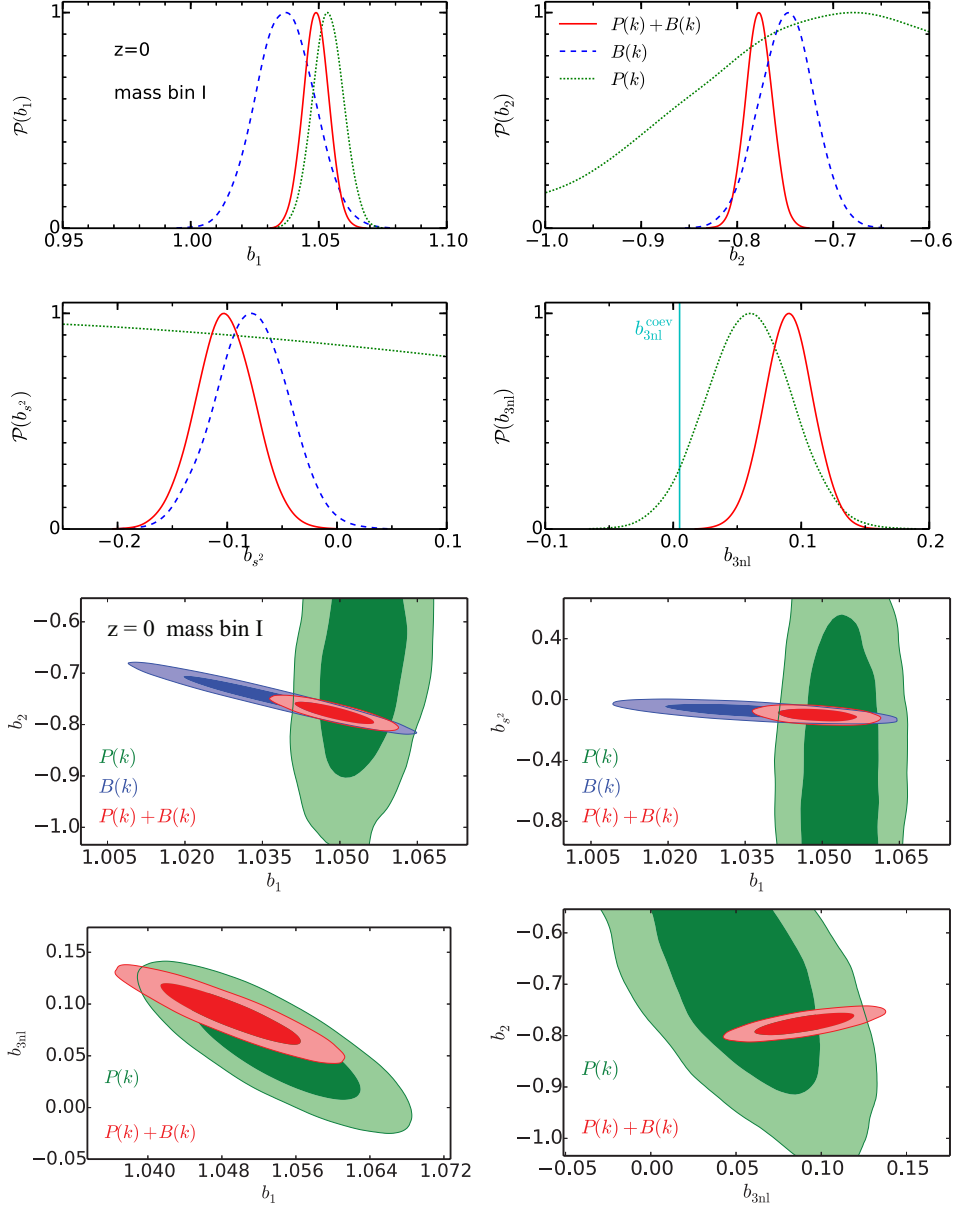 1
z=0
mass bin I
𝒫(b₁)
0
0.95 1.00 1.05 1.10
b₁
1
P(k) + B(k)
B(k)
P(k)
𝒫(b₂)
0
-1.0 -0.9 -0.8 -0.7 -0.6
b₂
1
𝒫(b_{s²})
0
-0.2 -0.1 0.0 0.1
b_{s²}
1
b_{3nl}^{coev}
𝒫(b_{3nl})
0
-0.1 0.0 0.1 0.2
b_{3nl}
z = 0 mass bin I
−0.6
−0.7
b₂
−0.8
−0.9
−1.0
P(k)
B(k)
P(k) + B(k)
1.005 1.020 1.035 1.050 1.065
b₁
0.4
0.0
b_{s²}
−0.4
−0.8
P(k)
B(k)
P(k) + B(k)
1.005 1.020 1.035 1.050 1.065
b₁
0.15
0.10
b_{3nl}
0.05
0.00
−0.05
P(k)
P(k) + B(k)
1.040 1.048 1.056 1.064 1.072
b₁
−0.6
−0.7
b₂
−0.8
−0.9
−1.0
P(k)
P(k) + B(k)
−0.05 0.00 0.05 0.10 0.15
b_{3nl}